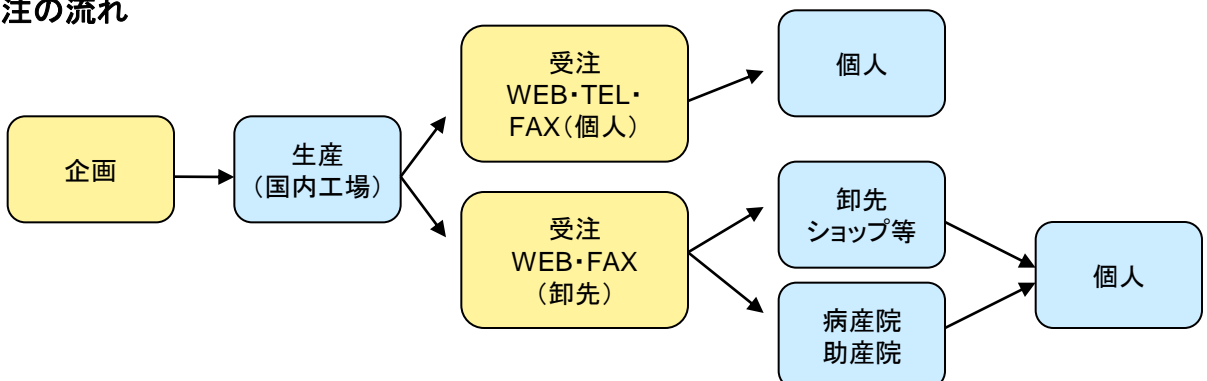 注の流れ
企画
生産
（国内工場）
受注
WEB・TEL・
FAX（個人）
個人
受注
WEB・FAX
（卸先）
卸先
ショップ等
病産院
助産院
個人